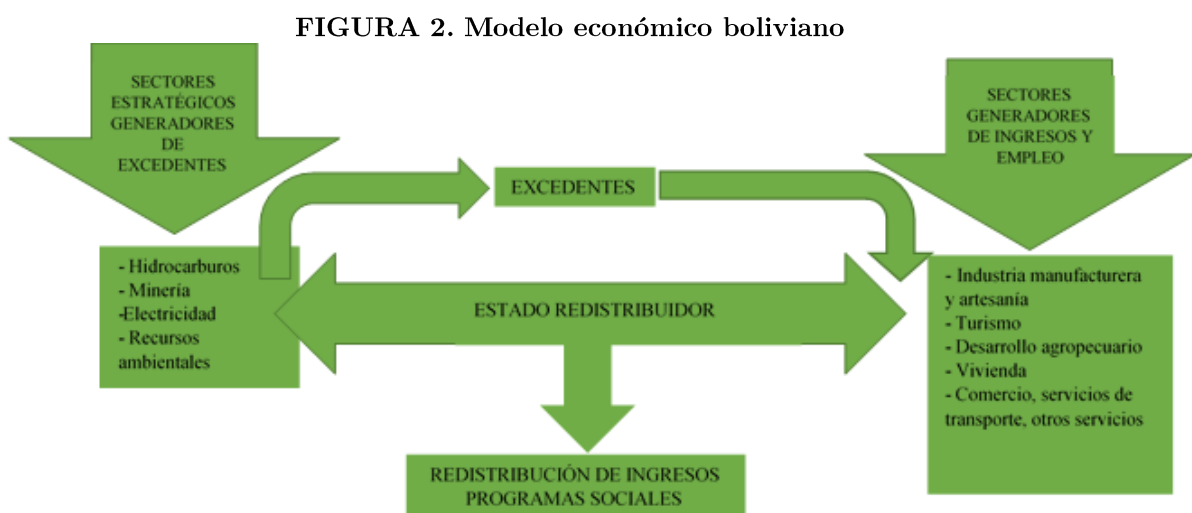 FIGURA 2. Modelo económico boliviano
SECTORES
ESTRATÉGICOS
GENERADORES
DE
EXCEDENTES
SECTORES
GENERADORES
DE INGRESOS Y
EMPLEO
EXCEDENTES
- Hidrocarburos
- Minería
-Electricidad
- Recursos
ambientales
ESTADO REDISTRIBUIDOR
- Industria manufacturera
y artesanía
- Turismo
- Desarrollo agropecuario
- Vivienda
- Comercio, servicios de
transporte, otros servicios
REDISTRIBUCIÓN DE INGRESOS
PROGRAMAS SOCIALES